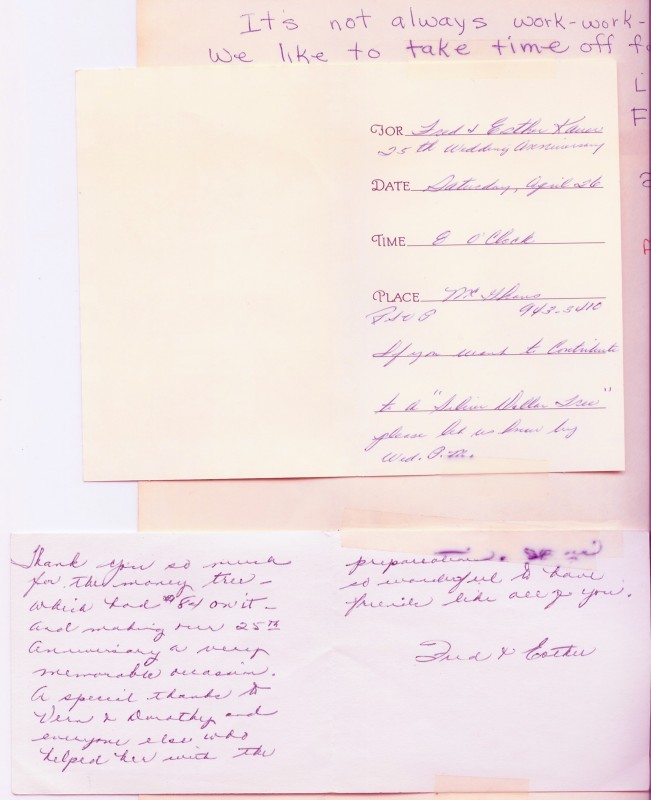 It's not always work-work-
We like to take time off fo
FOR Fred & Esther
25th Wedding Anniversary
DATE Saturday, April 26
TIME 8 O'Clock
PLACE
943-5410
If you want to Contribute
to a "Silver Dollar Tree"
please let us know by
Wed.
Thank you so much
for the money tree -
which had $84 on it -
and making our 25th
Anniversary a very
memorable occasion.
A special thanks to
Vera & Dorothy and
everyone else who
helped her with the
preparation.
so wonderful to have
friends like all of you.
Fred & Esther